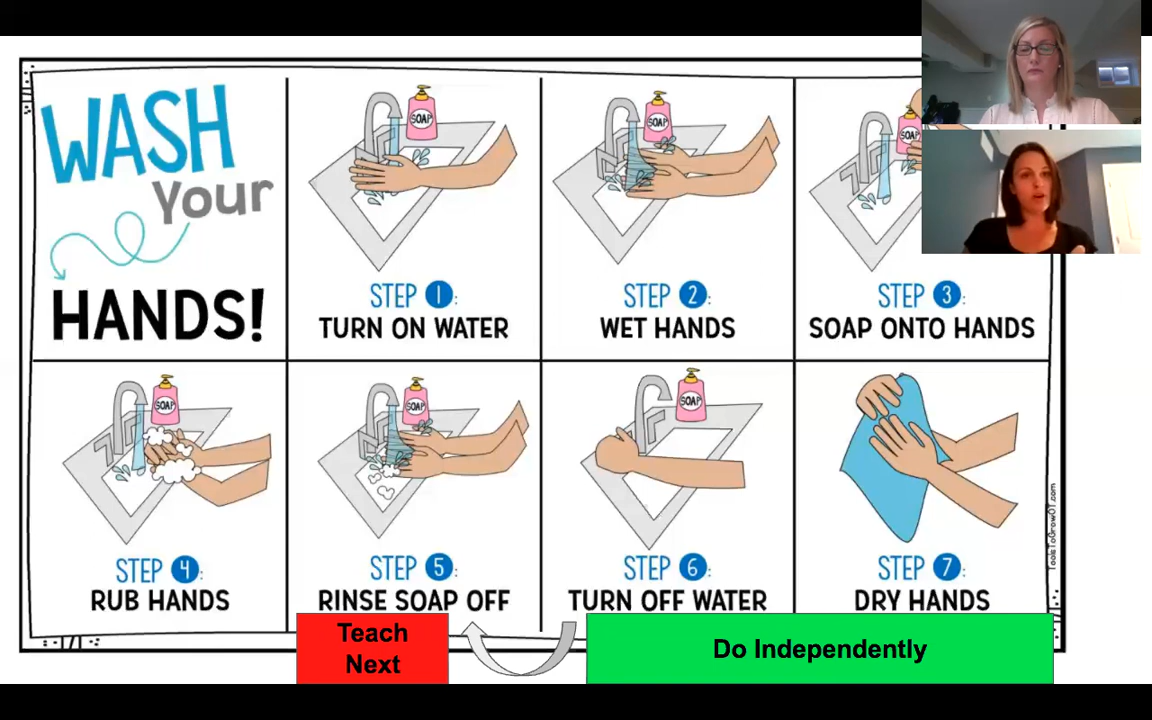 WASH
Your
HANDS!
SOAP
STEP 1:
TURN ON WATER
SOAP
STEP 2:
WET HANDS
SOAP
STEP 3:
SOAP ONTO HANDS
SOAP
STEP 4:
RUB HANDS
SOAP
STEP 5:
RINSE SOAP OFF
SOAP
STEP 6:
TURN OFF WATER
STEP 7:
DRY HANDS
ToolsToGrowOT.com
Teach
Next
Do Independently